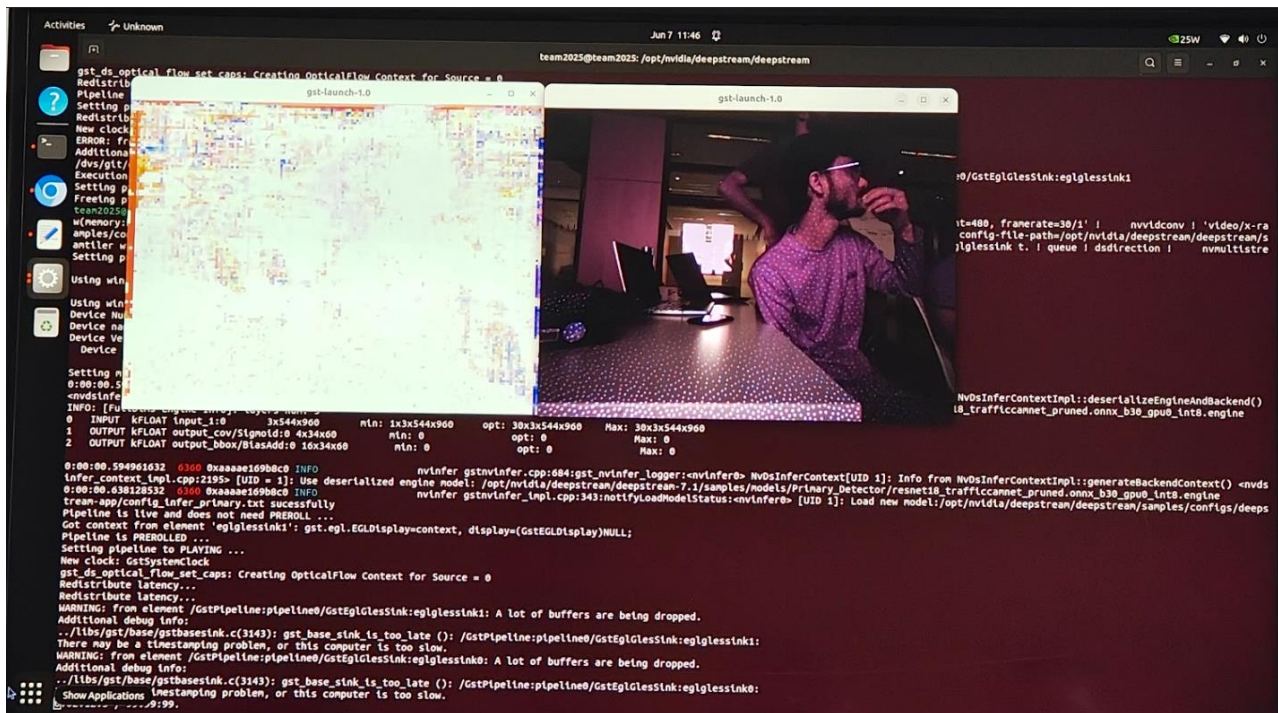 Activities
Unknown
Jun 7 11:46
25W
team2025@team2025: /opt/nvidia/deepstream/deepstream
gst_ds_optical_flow_set_caps: Creating OpticalFlow Context for Source = 0
Redistrib
Pipeline
Setting p
Redistrib
New clock
ERROR: fr
Additiona
/dvs/git/
Execution
Setting p
Freeing p
team2025@
w(memory:
amples/co
amtiler w
Setting p
Using win
Using win
Device Nu
Device na
Device Ve
Device
Setting m
0:00:00.5
<nvdsinfe
gst-launch-1.0
gst-launch-1.0
e0/GstEglGlesSink:eglglessink1
nt=480, framerate=30/1' ! nvvidconv ! 'video/x-ra
config-file-path=/opt/nvidia/deepstream/deepstream/s
glglessink t. ! queue ! dsdirection ! nvmultistre
NvDsInferContextImpl::deserializeEngineAndBackend()
18_trafficcamnet_pruned.onnx_b30_gpu0_int8.engine
0 INPUT kFLOAT input_1:0 3x544x960 min: 1x3x544x960 opt: 30x3x544x960 Max: 30x3x544x960
1 OUTPUT kFLOAT output_cov/Sigmoid:0 4x34x60 min: 0 opt: 0 Max: 0
2 OUTPUT kFLOAT output_bbox/BiasAdd:0 16x34x60 min: 0 opt: 0 Max: 0
0:00:00.594961632 6360 0xaaaae169b8c0 INFO nvinfer gstnvinfer.cpp:684:gst_nvinfer_logger:<nvinfer0> NvDsInferContext[UID 1]: Info from NvDsInferContextImpl::generateBackendContext() <nvds
infer_context_impl.cpp:2195> [UID = 1]: Use deserialized engine model: /opt/nvidia/deepstream/deepstream-7.1/samples/models/Primary_Detector/resnet18_trafficcamnet_pruned.onnx_b30_gpu0_int8.engine
0:00:00.638128532 6360 0xaaaae169b8c0 INFO nvinfer gstnvinfer_impl.cpp:343:notifyLoadModelStatus:<nvinfer0> [UID 1]: Load new model:/opt/nvidia/deepstream/deepstream/samples/configs/deeps
tream-app/config_infer_primary.txt sucessfully
Pipeline is live and does not need PREROLL ...
Got context from element 'eglglessink1': gst.egl.EGLDisplay=context, display=(GstEGLDisplay)NULL;
Pipeline is PREROLLED ...
Setting pipeline to PLAYING ...
New clock: GstSystemClock
gst_ds_optical_flow_set_caps: Creating OpticalFlow Context for Source = 0
Redistribute latency...
Redistribute latency...
WARNING: from element /GstPipeline:pipeline0/GstEglGlesSink:eglglessink1: A lot of buffers are being dropped.
Additional debug info:
../libs/gst/base/gstbasesink.c(3143): gst_base_sink_is_too_late (): /GstPipeline:pipeline0/GstEglGlesSink:eglglessink1:
There may be a timestamping problem, or this computer is too slow.
WARNING: from element /GstPipeline:pipeline0/GstEglGlesSink:eglglessink0: A lot of buffers are being dropped.
Additional debug info:
../libs/gst/base/gstbasesink.c(3143): gst_base_sink_is_too_late (): /GstPipeline:pipeline0/GstEglGlesSink:eglglessink0:
Show Applications
imestamping problem, or this computer is too slow.